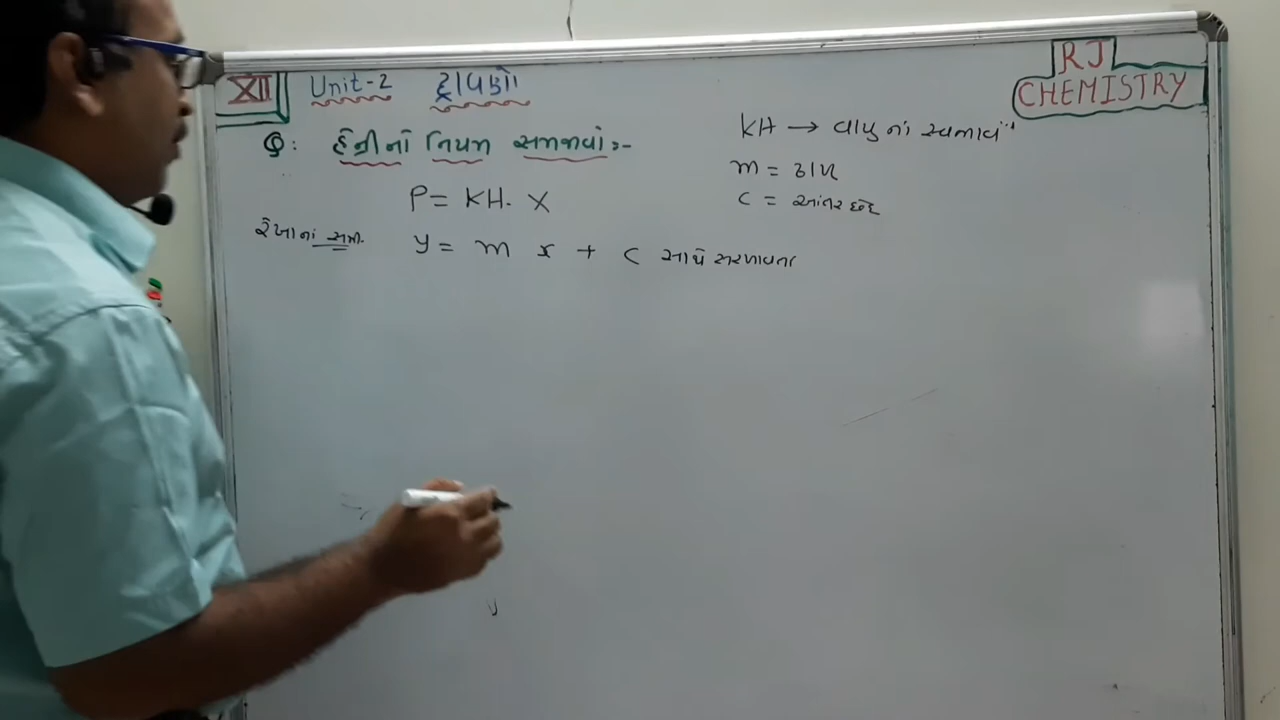 XII Unit-2 દ્રાવણો
RJ
CHEMISTRY
Q: હેન્રીનો નિયમ સમજાવો:-
KH → વાયુ નાં સ્વભાવ
m = ઢાળ
C = આંતર છેદ
P = KH. X
રેખાનાં સમી.
y = m x + C સાથે સરખાવતા